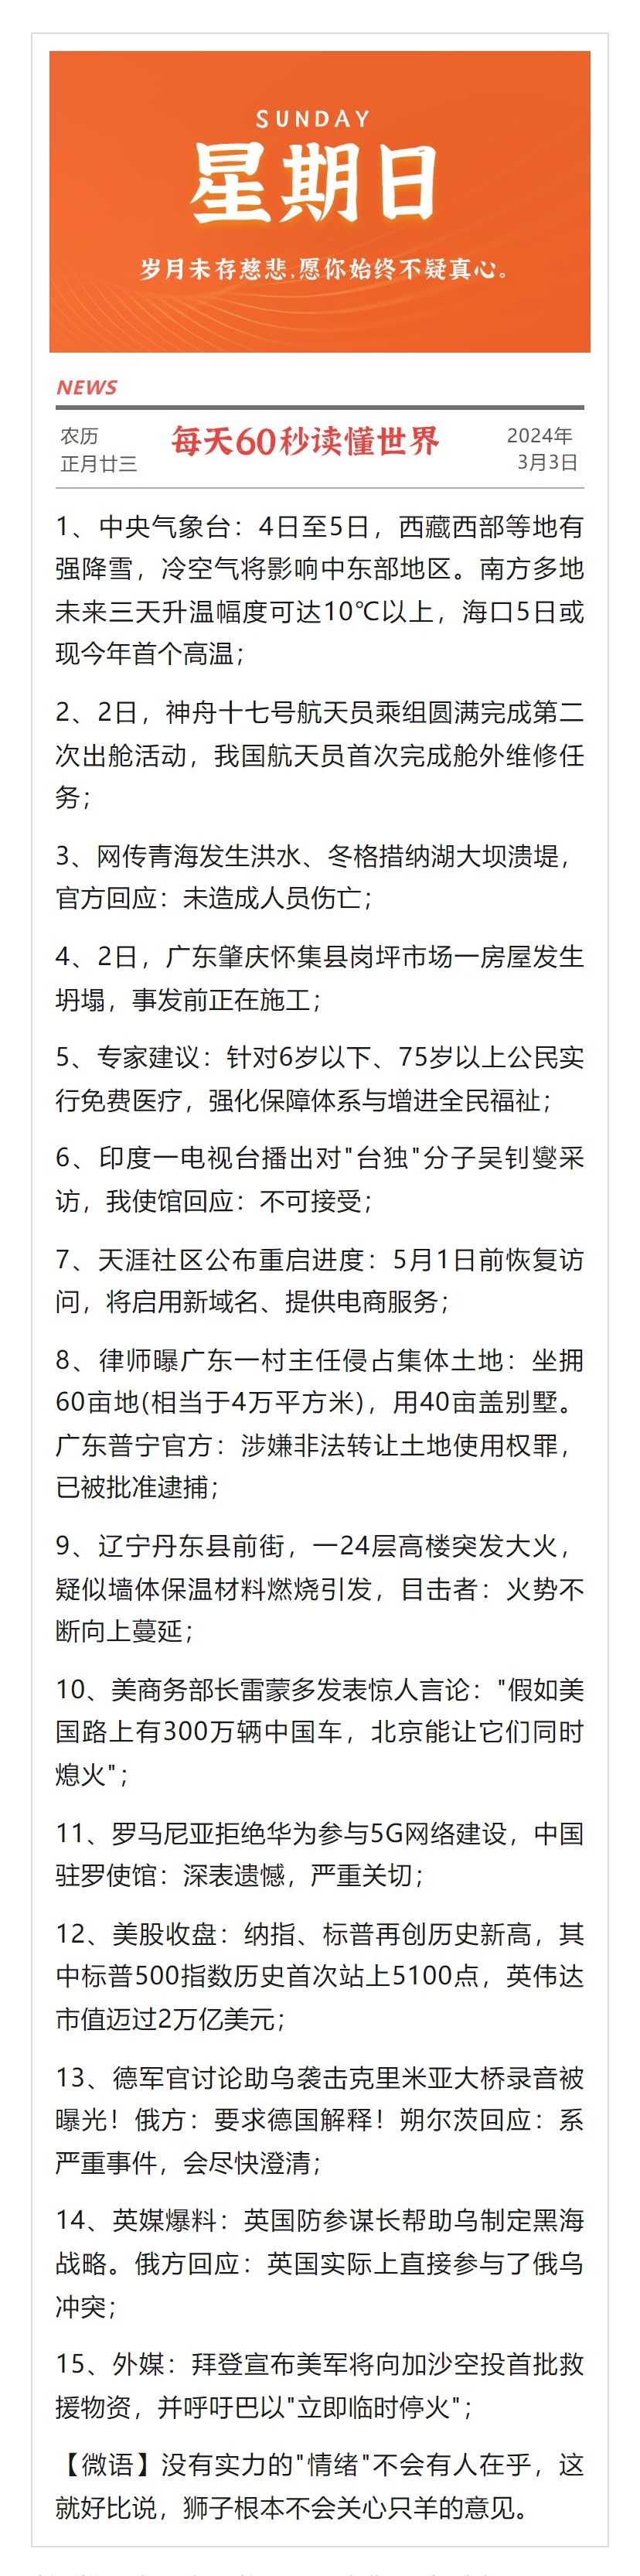 SUNDAY
星期日
岁月未存慈悲,愿你始终不疑真心。
NEWS
农历
正月廿三
每天60秒读懂世界
2024年
3月3日
1、中央气象台：4日至5日，西藏西部等地有
强降雪，冷空气将影响中东部地区。南方多地
未来三天升温幅度可达10℃以上，海口5日或
现今年首个高温；
2、2日，神舟十七号航天员乘组圆满完成第二
次出舱活动，我国航天员首次完成舱外维修任
务；
3、网传青海发生洪水、冬格措纳湖大坝溃堤，
官方回应：未造成人员伤亡；
4、2日，广东肇庆怀集县岗坪市场一房屋发生
坍塌，事发前正在施工；
5、专家建议：针对6岁以下、75岁以上公民实
行免费医疗，强化保障体系与增进全民福祉；
6、印度一电视台播出对"台独"分子吴钊燮采
访，我使馆回应：不可接受；
7、天涯社区公布重启进度：5月1日前恢复访
问，将启用新域名、提供电商服务；
8、律师曝广东一村主任侵占集体土地：坐拥
60亩地(相当于4万平方米)，用40亩盖别墅。
广东普宁官方：涉嫌非法转让土地使用权罪，
已被批准逮捕；
9、辽宁丹东县前街，一24层高楼突发大火，
疑似墙体保温材料燃烧引发，目击者：火势不
断向上蔓延；
10、美商务部长雷蒙多发表惊人言论："假如美
国路上有300万辆中国车，北京能让它们同时
熄火"；
11、罗马尼亚拒绝华为参与5G网络建设，中国
驻罗使馆：深表遗憾，严重关切；
12、美股收盘：纳指、标普再创历史新高，其
中标普500指数历史首次站上5100点，英伟达
市值迈过2万亿美元；
13、德军官讨论助乌袭击克里米亚大桥录音被
曝光！俄方：要求德国解释！朔尔茨回应：系
严重事件，会尽快澄清；
14、英媒爆料：英国防参谋长帮助乌制定黑海
战略。俄方回应：英国实际上直接参与了俄乌
冲突；
15、外媒：拜登宣布美军将向加沙空投首批救
援物资，并呼吁巴以"立即临时停火"；
【微语】没有实力的"情绪"不会有人在乎，这
就好比说，狮子根本不会关心只羊的意见。